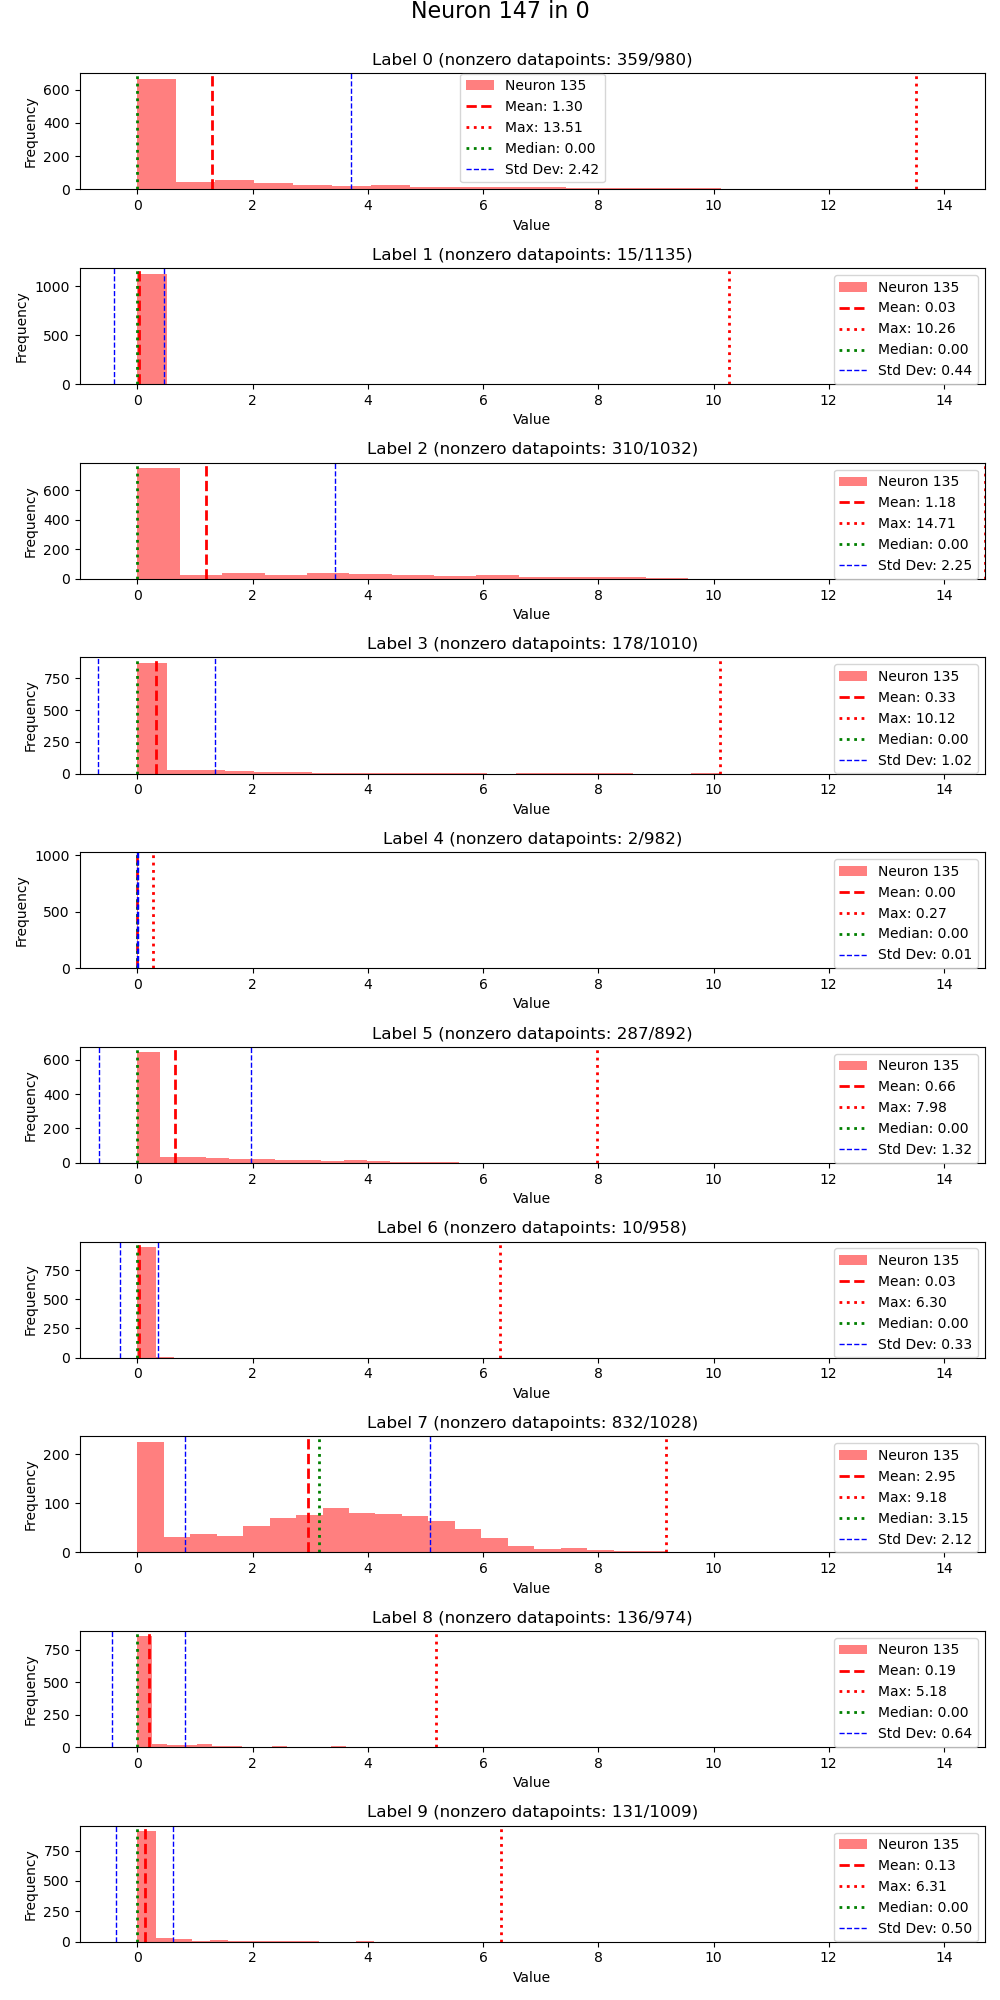 Neuron 147 in 0
Label 0 (nonzero datapoints: 359/980)
Frequency
600
400
200
0
Neuron 135
Mean: 1.30
Max: 13.51
Median: 0.00
Std Dev: 2.42
0 2 4 6 8 10 12 14
Value
Label 1 (nonzero datapoints: 15/1135)
Frequency
1000
500
0
Neuron 135
Mean: 0.03
Max: 10.26
Median: 0.00
Std Dev: 0.44
0 2 4 6 8 10 12 14
Value
Label 2 (nonzero datapoints: 310/1032)
Frequency
600
400
200
0
Neuron 135
Mean: 1.18
Max: 14.71
Median: 0.00
Std Dev: 2.25
0 2 4 6 8 10 12 14
Value
Label 3 (nonzero datapoints: 178/1010)
Frequency
750
500
250
0
Neuron 135
Mean: 0.33
Max: 10.12
Median: 0.00
Std Dev: 1.02
0 2 4 6 8 10 12 14
Value
Label 4 (nonzero datapoints: 2/982)
Frequency
1000
500
0
Neuron 135
Mean: 0.00
Max: 0.27
Median: 0.00
Std Dev: 0.01
0 2 4 6 8 10 12 14
Value
Label 5 (nonzero datapoints: 287/892)
Frequency
600
400
200
0
Neuron 135
Mean: 0.66
Max: 7.98
Median: 0.00
Std Dev: 1.32
0 2 4 6 8 10 12 14
Value
Label 6 (nonzero datapoints: 10/958)
Frequency
750
500
250
0
Neuron 135
Mean: 0.03
Max: 6.30
Median: 0.00
Std Dev: 0.33
0 2 4 6 8 10 12 14
Value
Label 7 (nonzero datapoints: 832/1028)
Frequency
200
100
0
Neuron 135
Mean: 2.95
Max: 9.18
Median: 3.15
Std Dev: 2.12
0 2 4 6 8 10 12 14
Value
Label 8 (nonzero datapoints: 136/974)
Frequency
750
500
250
0
Neuron 135
Mean: 0.19
Max: 5.18
Median: 0.00
Std Dev: 0.64
0 2 4 6 8 10 12 14
Value
Label 9 (nonzero datapoints: 131/1009)
Frequency
750
500
250
0
Neuron 135
Mean: 0.13
Max: 6.31
Median: 0.00
Std Dev: 0.50
0 2 4 6 8 10 12 14
Value